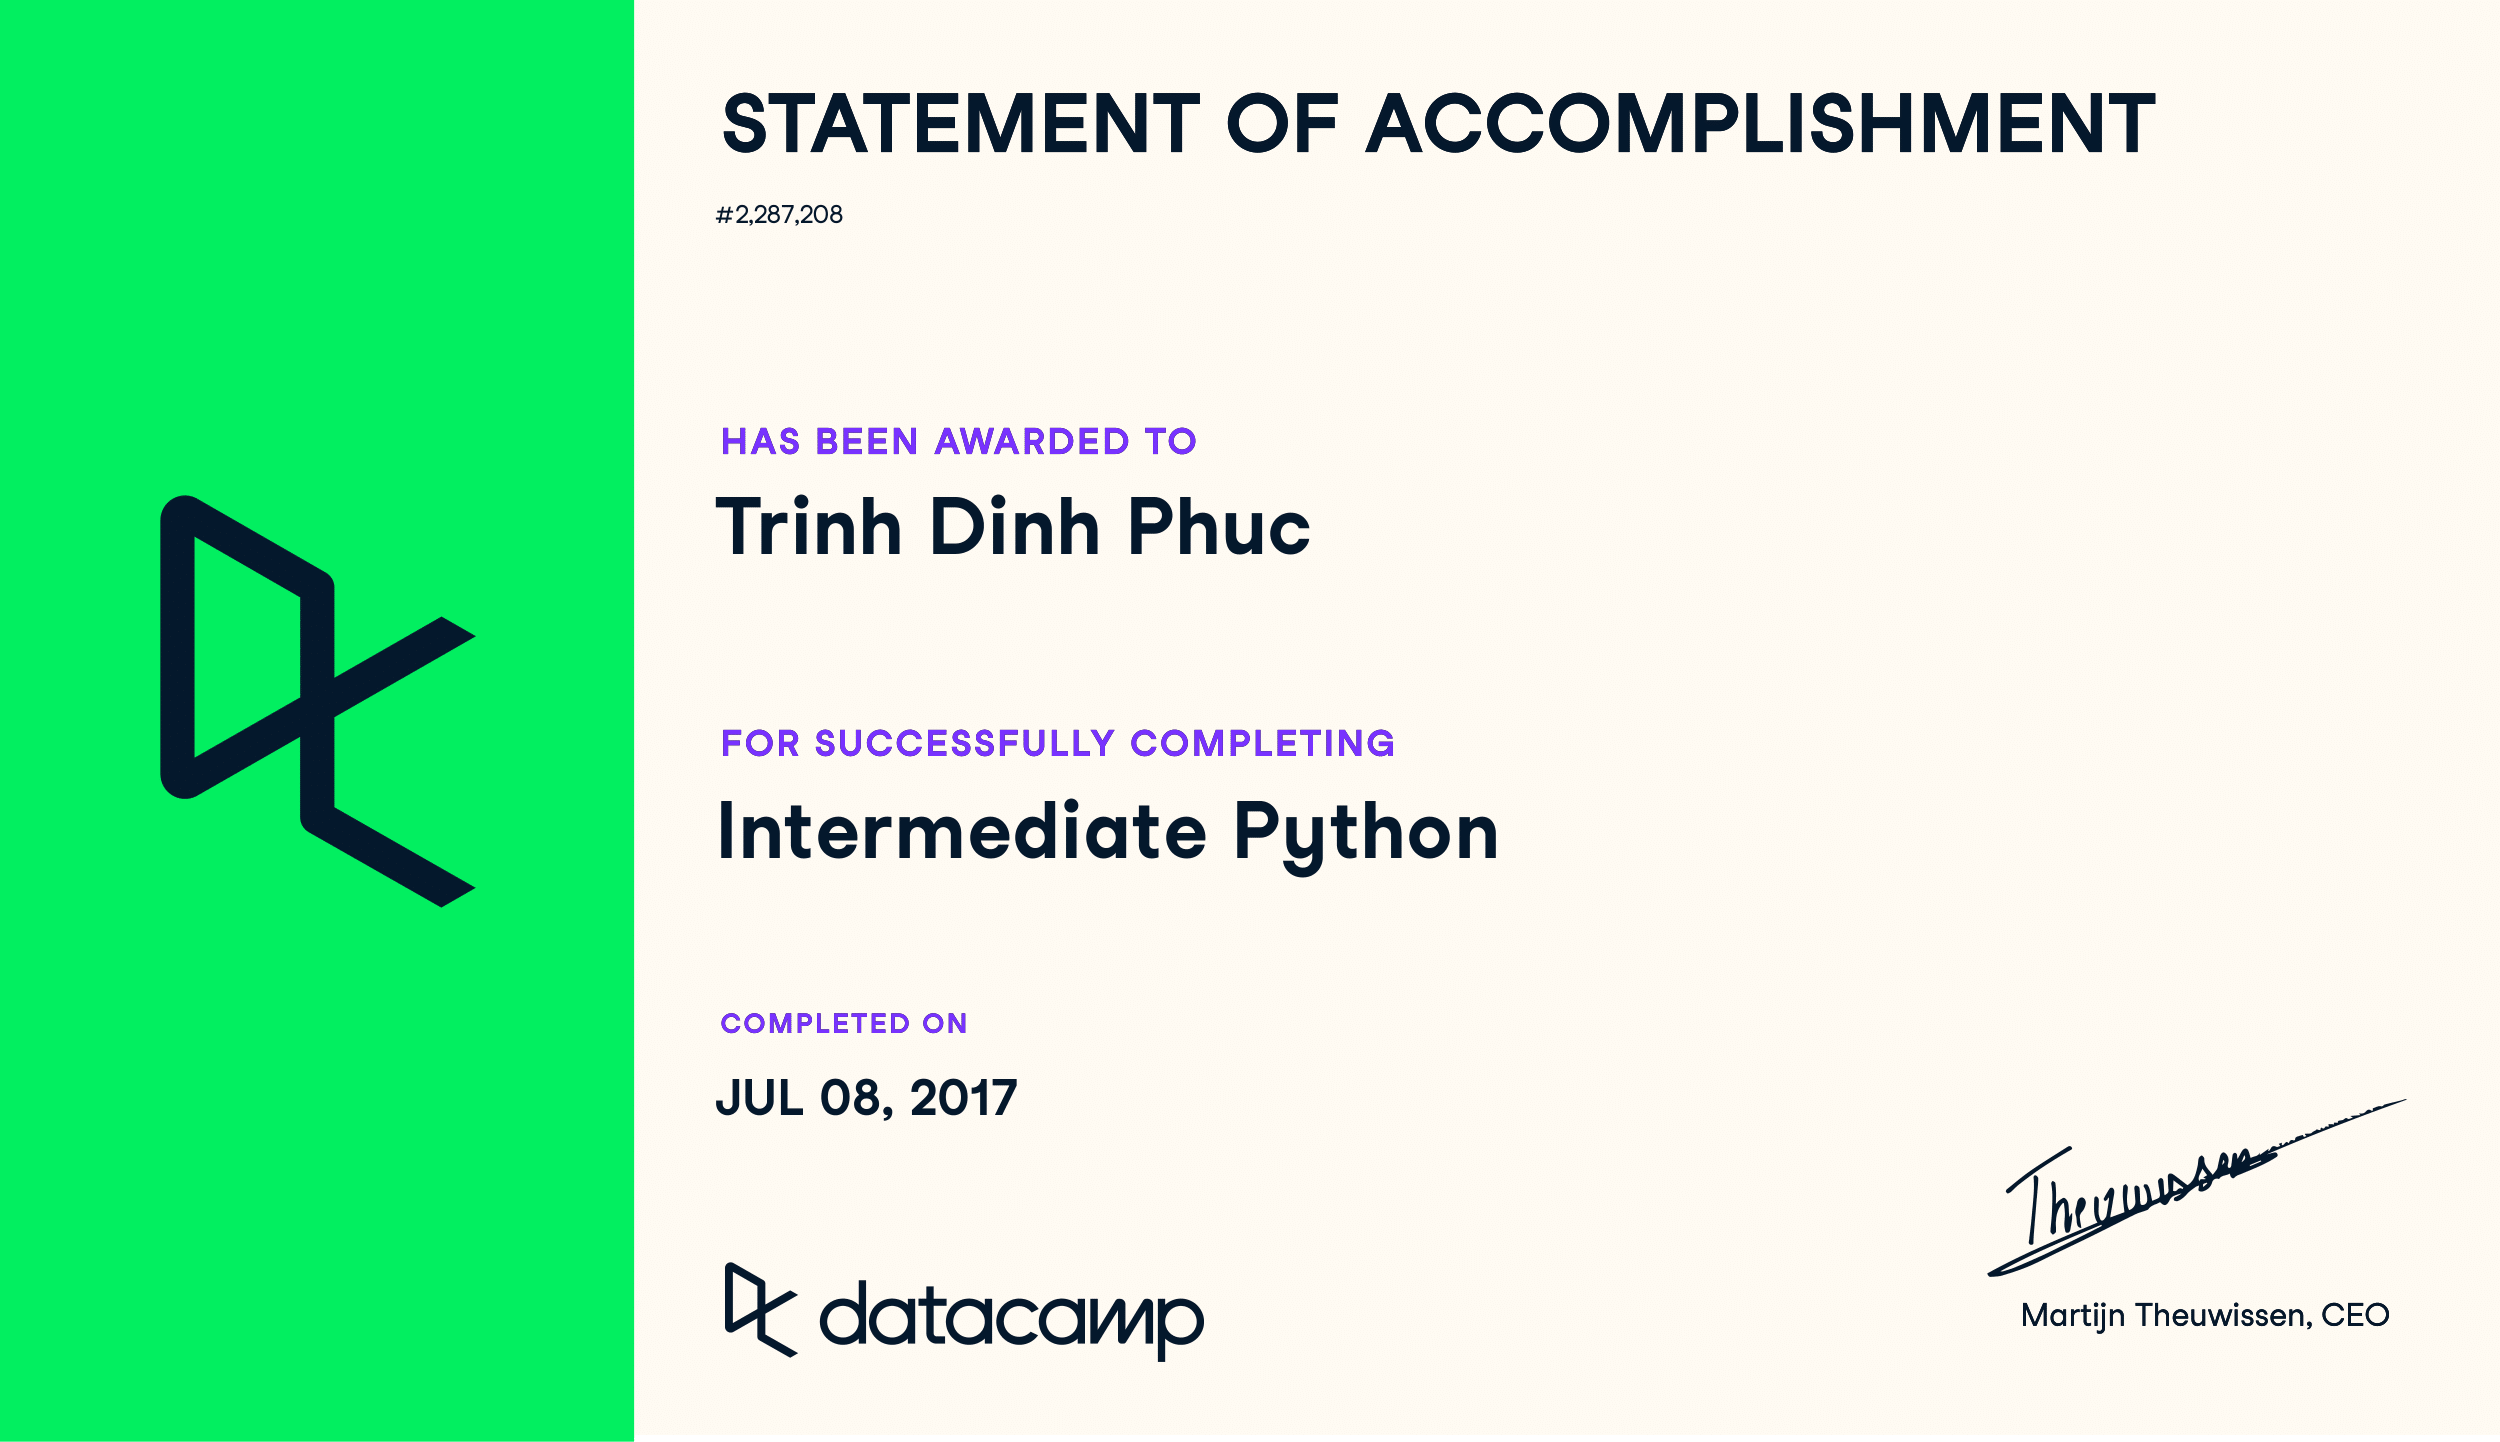 STATEMENT OF ACCOMPLISHMENT
#2,287,208
HAS BEEN AWARDED TO
Trinh Dinh Phuc
FOR SUCCESSFULLY COMPLETING
Intermediate Python
COMPLETED ON
JUL 08, 2017
Theuwissen
datacamp
Martijn Theuwissen, CEO